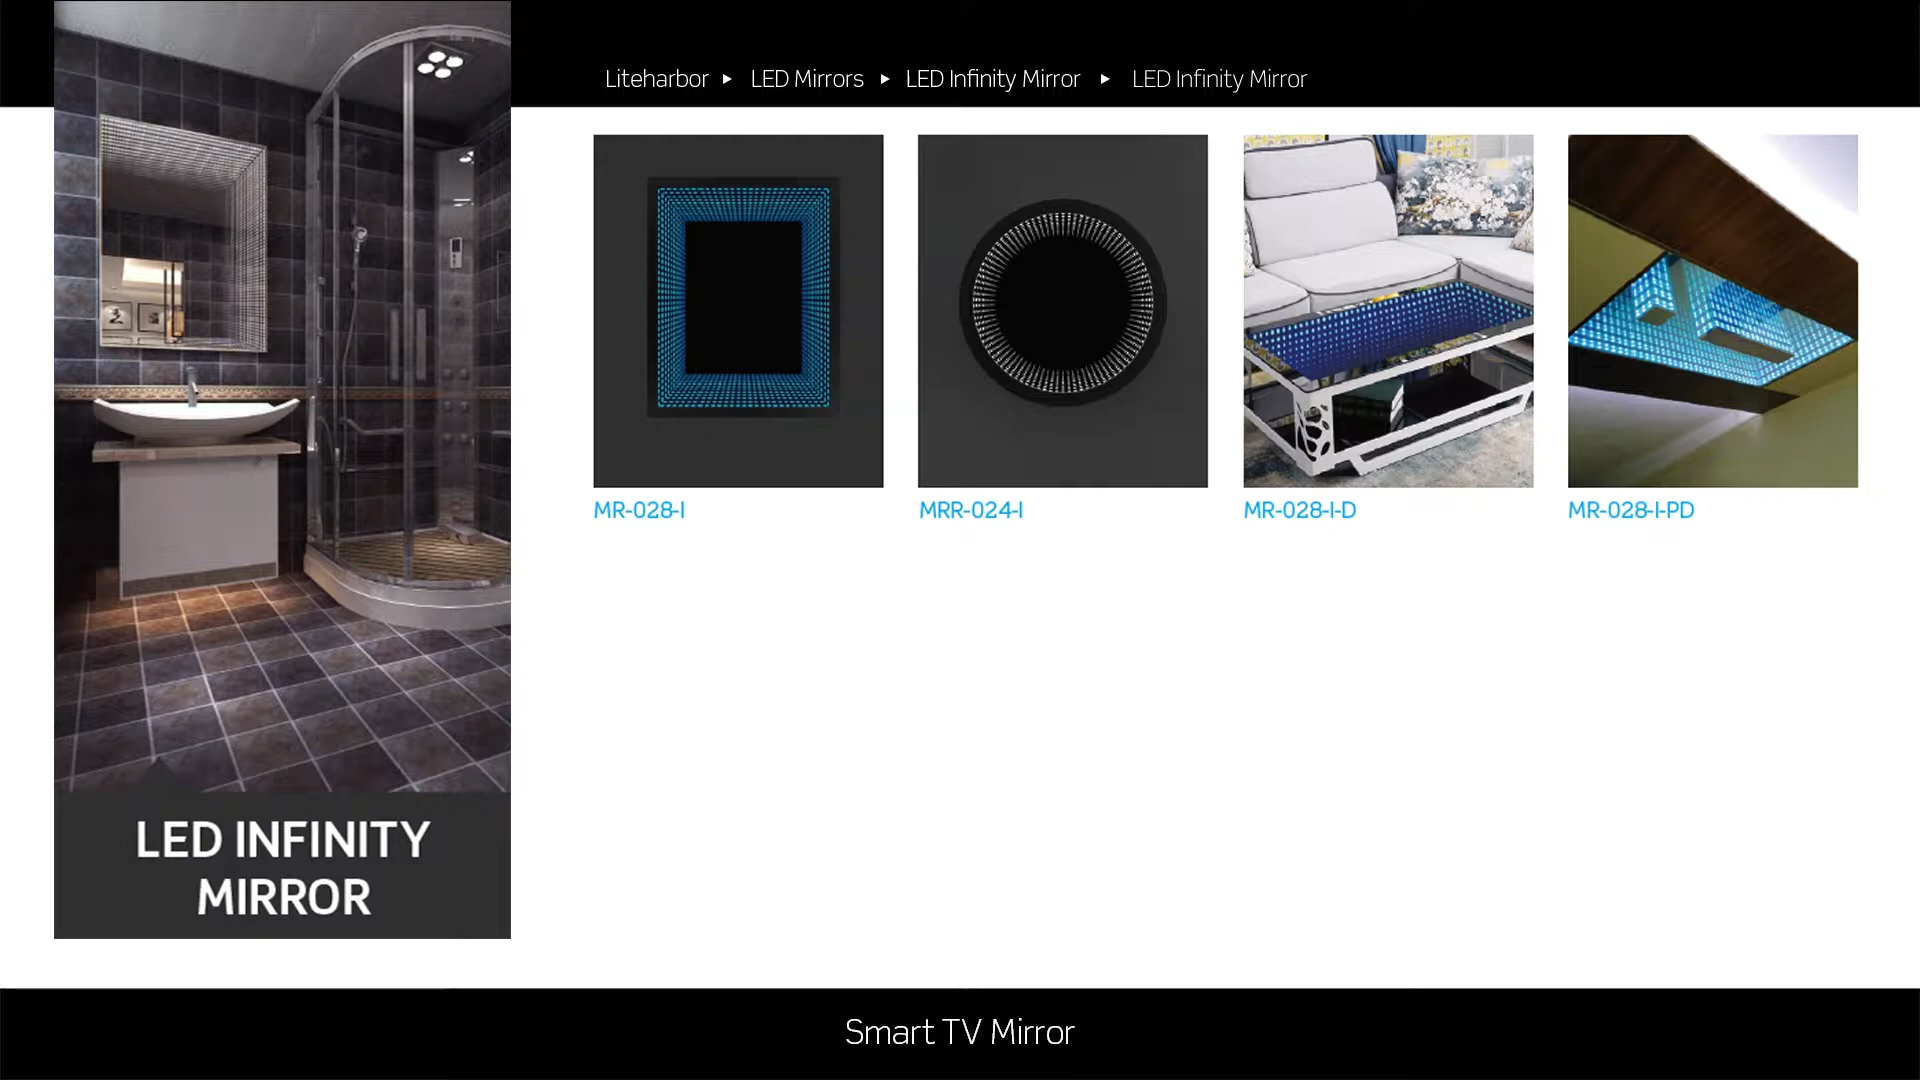 Liteharbor ▶ LED Mirrors ▶ LED Infinity Mirror ▶ LED Infinity Mirror
MR-028-I
MRR-024-I
MR-028-I-D
MR-028-I-PD
LED INFINITY
MIRROR
Smart TV Mirror